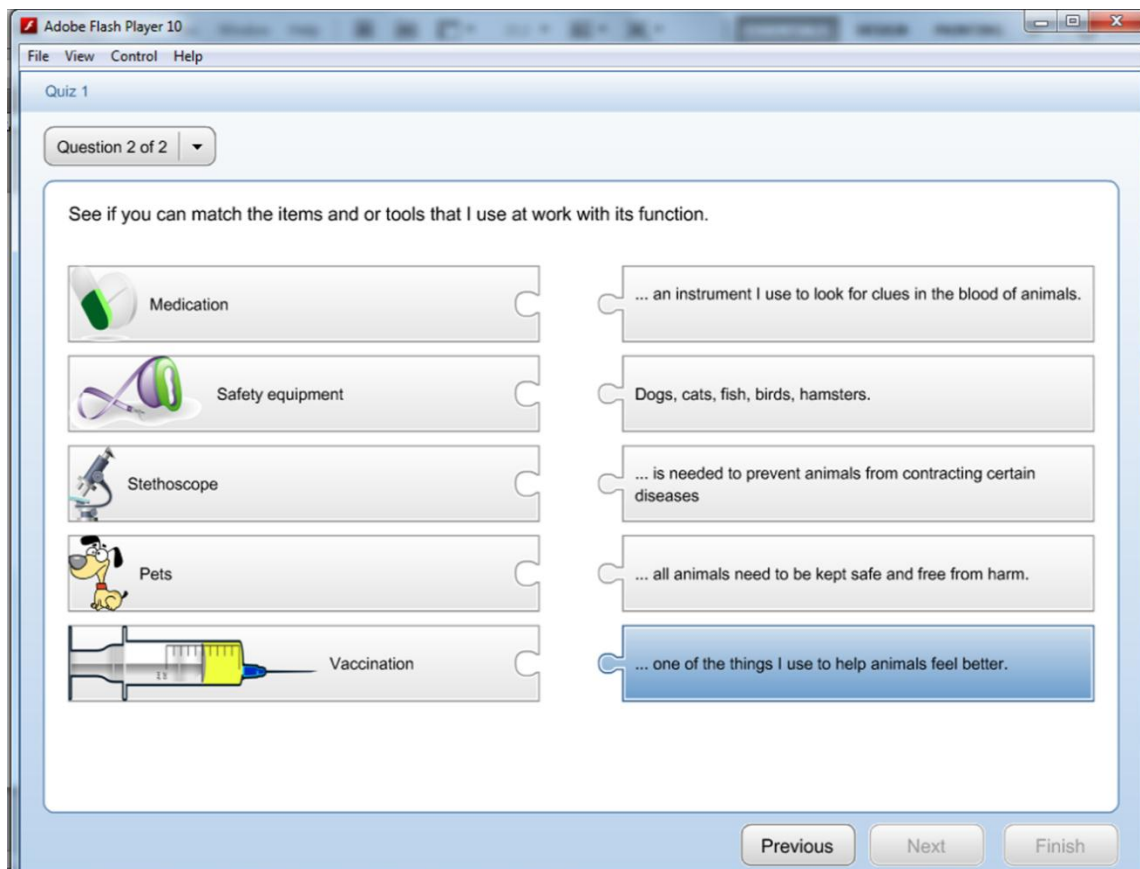 Adobe Flash Player 10
File View Control Help
Quiz 1
Question 2 of 2
See if you can match the items and or tools that I use at work with its function.
Medication
... an instrument I use to look for clues in the blood of animals.
Safety equipment
Dogs, cats, fish, birds, hamsters.
Stethoscope
... is needed to prevent animals from contracting certain
diseases
Pets
... all animals need to be kept safe and free from harm.
Vaccination
... one of the things I use to help animals feel better.
Previous Next Finish